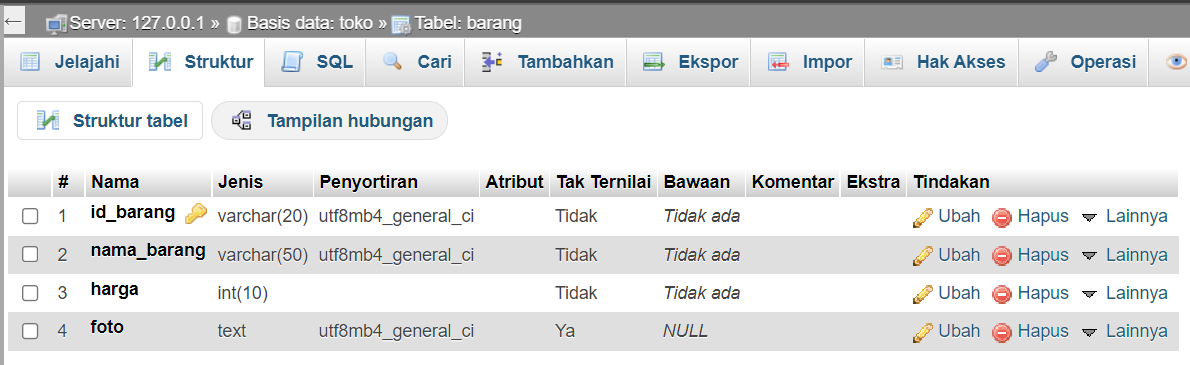 Server: 127.0.0.1 » Basis data: toko » Tabel: barang
Jelajahi Struktur SQL Cari Tambahkan Ekspor Impor Hak Akses Operasi
Struktur tabel Tampilan hubungan
# Nama Jenis Penyortiran Atribut Tak Ternilai Bawaan Komentar Ekstra Tindakan
1 id_barang varchar(20) utf8mb4_general_ci Tidak Tidak ada Ubah Hapus Lainnya
2 nama_barang varchar(50) utf8mb4_general_ci Tidak Tidak ada Ubah Hapus Lainnya
3 harga int(10) Tidak Tidak ada Ubah Hapus Lainnya
4 foto text utf8mb4_general_ci Ya NULL Ubah Hapus Lainnya